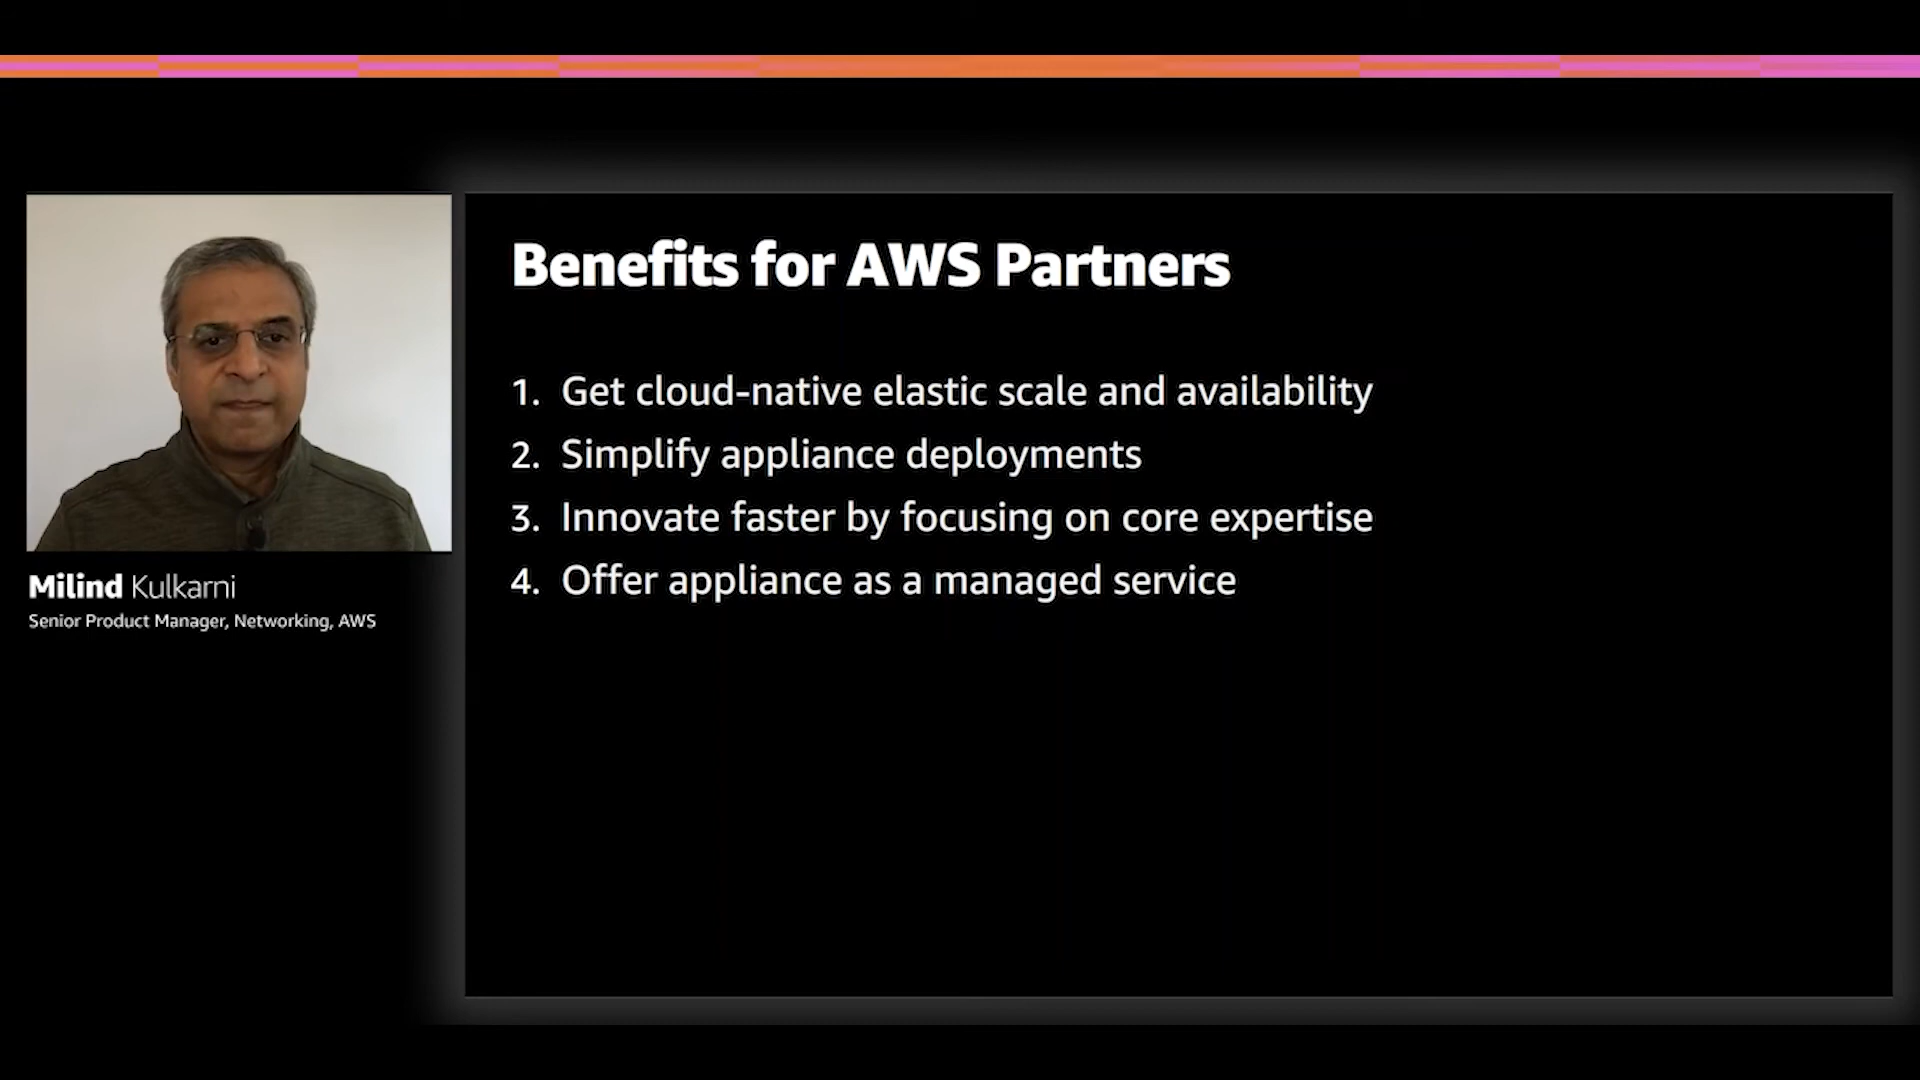 Benefits for AWS Partners
1. Get cloud-native elastic scale and availability
2. Simplify appliance deployments
3. Innovate faster by focusing on core expertise
4. Offer appliance as a managed service
Milind Kulkarni
Senior Product Manager, Networking, AWS